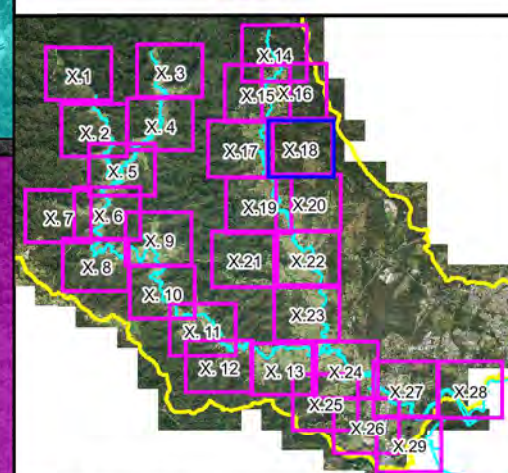 X.14
X.1
X. 3
X.15
X.16
X. 2
X. 4
X.17
X.18
X. 5
X. 7
X. 6
X.19
X.20
X. 9
X. 8
X.21
X.22
X. 10
X. 11
X.23
X. 12
X. 13
X.24
X.27
X.28
X.25
X.26
X.29